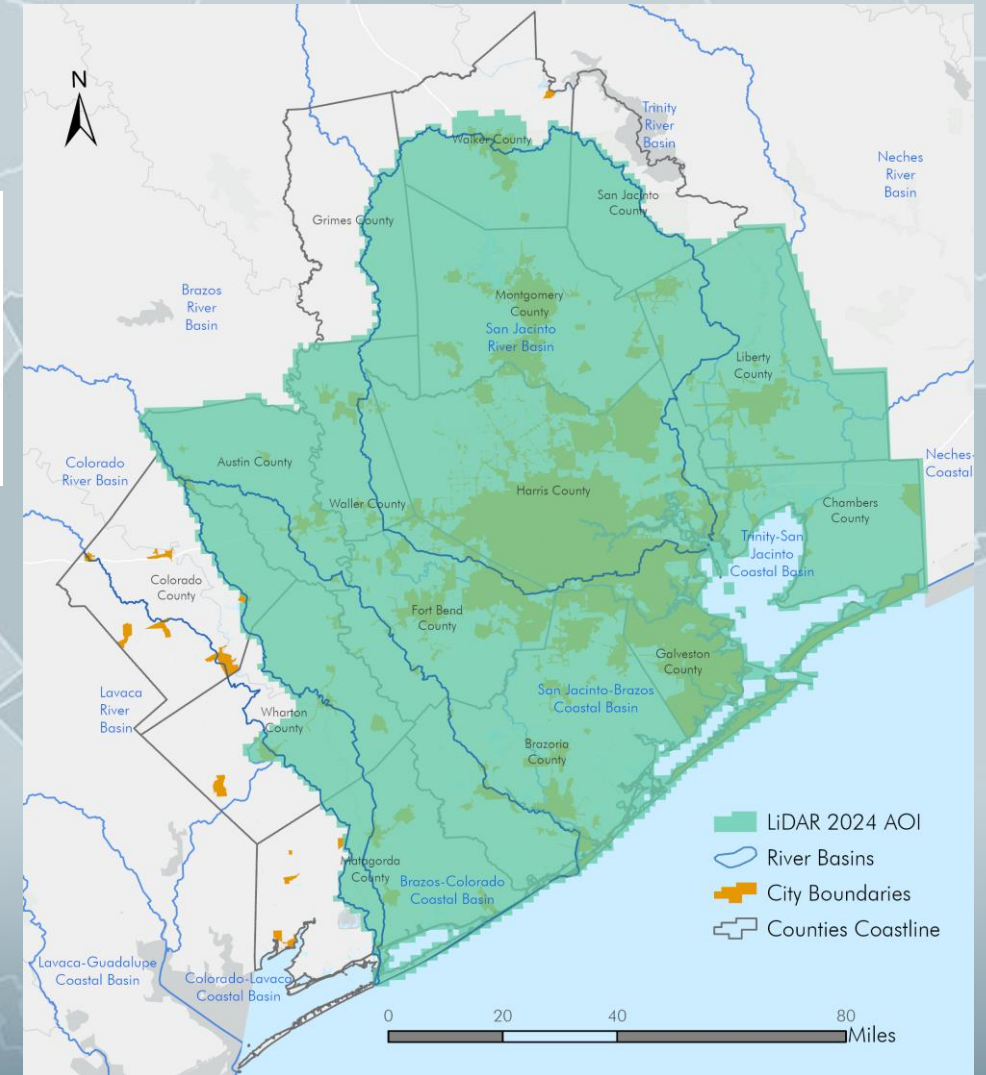 N
Trinity
River
Basin
Walker County
Neches
River
Basin
San Jacinto
County
Grimes County
Brazos
River
Basin
Montgomery
County
San Jacinto
River Basin
Liberty
County
Colorado
River Basin
Austin County
Neches-
Coastal
Harris County
Waller County
Chambers
County
Trinity-San
Jacinto
Coastal Basin
Colorado
County
Fort Bend
County
Galveston
County
Lavaca
River
Basin
San Jacinto-Brazos
Coastal Basin
Wharton
County
Brazoria
County
Matagorda
County
Brazos-Colorado
Coastal Basin
Lavaca-Guadalupe
Coastal Basin
Colorado-Lavaca
Coastal Basin
LiDAR 2024 AOI
River Basins
City Boundaries
Counties Coastline
0 20 40 80
Miles